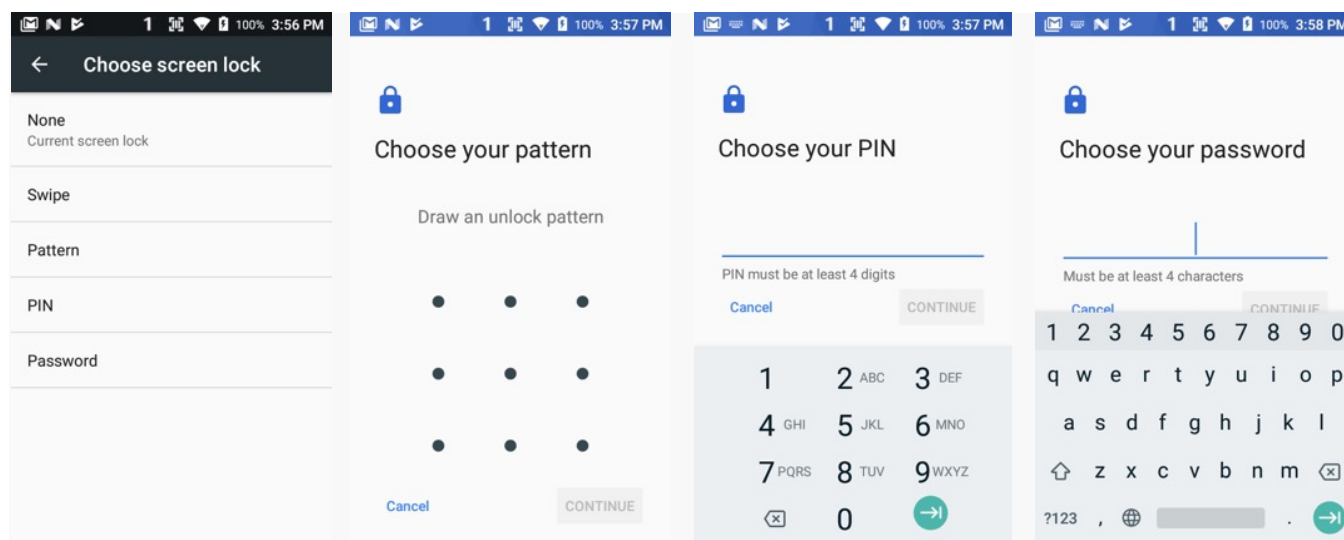 1 100% 3:56 PM
Choose screen lock
None
Current screen lock
Swipe
Pattern
PIN
Password
1 100% 3:57 PM
Choose your pattern
Draw an unlock pattern
Cancel CONTINUE
1 100% 3:57 PM
Choose your PIN
PIN must be at least 4 digits
Cancel CONTINUE
1 2 ABC 3 DEF
4 GHI 5 JKL 6 MNO
7 PQRS 8 TUV 9 WXYZ
0
1 100% 3:58 PM
Choose your password
Must be at least 4 characters
Cancel CONTINUE
1 2 3 4 5 6 7 8 9 0
q w e r t y u i o p
a s d f g h j k l
z x c v b n m
?123 , .